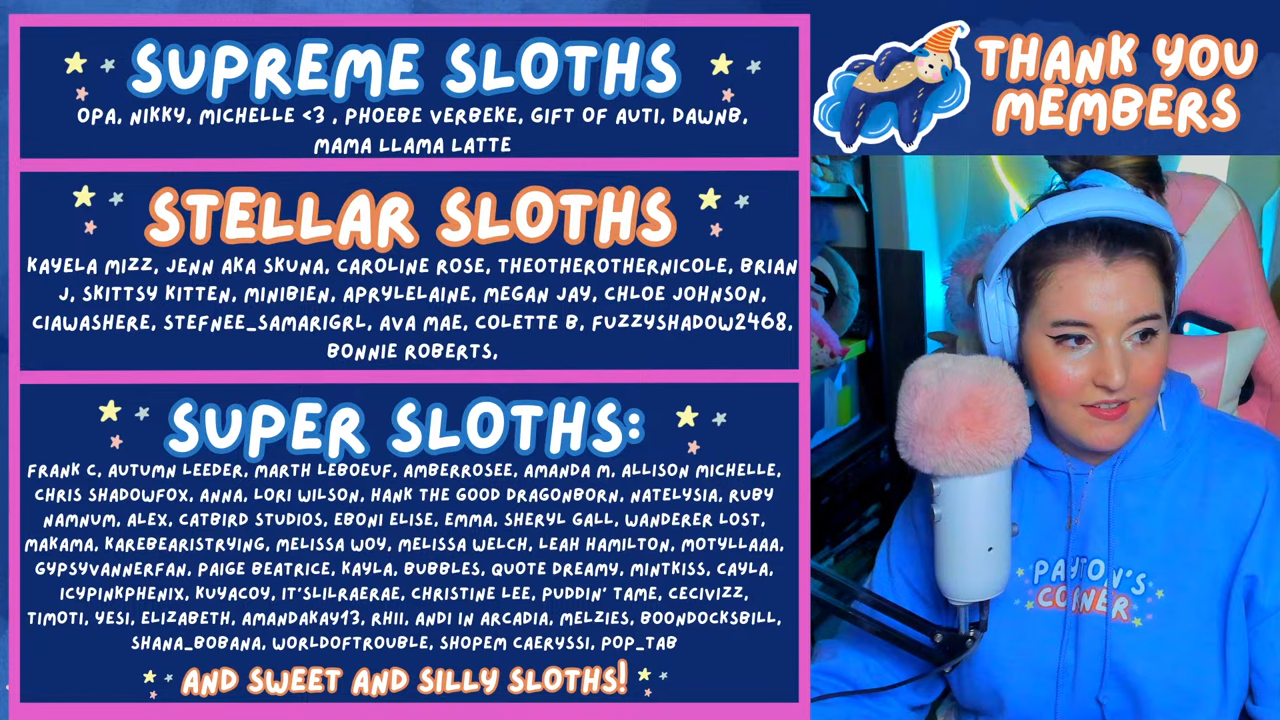 SUPREME SLOTHS
OPA, NIKKY, MICHELLE <3 , PHOEBE VERBEKE, GIFT OF AUTI, DAWNB,
MAMA LLAMA LATTE
STELLAR SLOTHS
KAYELA MIZZ, JENN AKA SKUNA, CAROLINE ROSE, THEOTHEROTHERNICOLE, BRIAN
J, SKITTSY KITTEN, MINIBIEN, APRYLELAINE, MEGAN JAY, CHLOE JOHNSON,
CIAWASHERE, STEFNEE_SAMARIGRL, AVA MAE, COLETTE B, FUZZYSHADOW2468,
BONNIE ROBERTS,
SUPER SLOTHS:
FRANK C, AUTUMN LEEDER, MARTH LEBOEUF, AMBERROSEE, AMANDA M, ALLISON MICHELLE,
CHRIS SHADOWFOX, ANNA, LORI WILSON, HANK THE GOOD DRAGONBORN, NATELYSIA, RUBY
NAMNUM, ALEX, CATBIRD STUDIOS, EBONI ELISE, EMMA, SHERYL GALL, WANDERER LOST,
MAKAMA, KAREBEARISTRYING, MELISSA WOY, MELISSA WELCH, LEAH HAMILTON, MOTYLLAAA,
GYPSYVANNERFAN, PAIGE BEATRICE, KAYLA, BUBBLES, QUOTE DREAMY, MINTKISS, CAYLA,
ICYPINKPHENIX, KUYACOY, IT'SLILRAERAE, CHRISTINE LEE, PUDDIN' TAME, CECIVIZZ,
TIMOTI, YESI, ELIZABETH, AMANDAKAY13, RHII, ANDI IN ARCADIA, MELZIES, BOONDOCKSBILL,
SHANA_BOBANA, WORLDOFTROUBLE, SHOPEM CAERYSSI, POP_TAB
AND SWEET AND SILLY SLOTHS!
THANK YOU
MEMBERS
PAYTON'S
CORNER